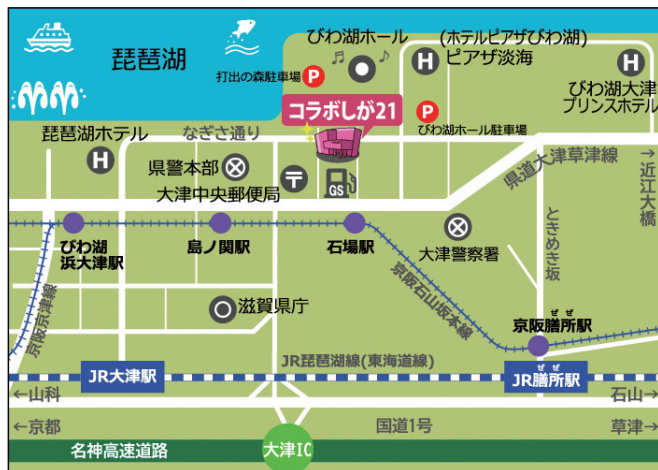 琵琶湖
びわ湖ホール
(ホテルピアザびわ湖)
ピアザ淡海
打出の森駐車場
P
H
H
びわ湖大津
プリンスホテル
コラボしが21
P
びわ湖ホール駐車場
琵琶湖ホテル
H
なぎさ通り
県警本部
大津中央郵便局
〒
GS
県道大津草津線
→近江大橋
びわ湖
浜大津駅
島ノ関駅
石場駅
大津警察署
ときめき坂
京阪京津線
滋賀県庁
京阪石山坂本線
ぜぜ
京阪膳所駅
JR琵琶湖線(東海道線)
JR大津駅
ぜぜ
JR膳所駅
←山科
石山→
←京都
国道1号
草津→
名神高速道路
大津IC